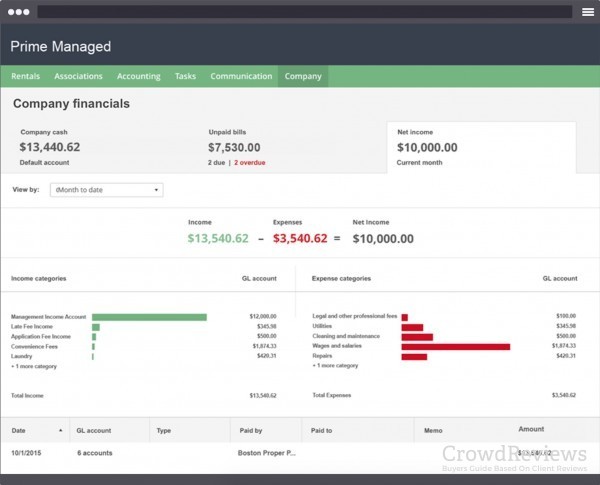 Prime Managed
Rentals Associations Accounting Tasks Communication Company
Company financials
Company cash Unpaid bills Net income
$13,440.62 $7,530.00 $10,000.00
Default account 2 due | 2 overdue Current month
View by: tMonth to date
Income Expenses Net Income
$13,540.62 – $3,540.62 = $10,000.00
Income categories GL account Expense categories GL account
Management Income Account $12,000.00 Legal and other professional fees $100.00
Late Fee Income $345.98 Utilities $345.98
Application Fee Income $500.00 Cleaning and maintenance $500.00
Convenience Fees $1,874.33 Wages and salaries $1,874.33
Laundry $420.31 Repairs $420.31
+ 1 more category + 1 more category
Total Income $13,540.62 Total Expenses $3,540.62
Date GL account Type Paid by Paid to Memo Amount
10/1/2015 6 accounts Boston Proper P...
CrowdReviews
Buyers Guide Based On Client Reviews